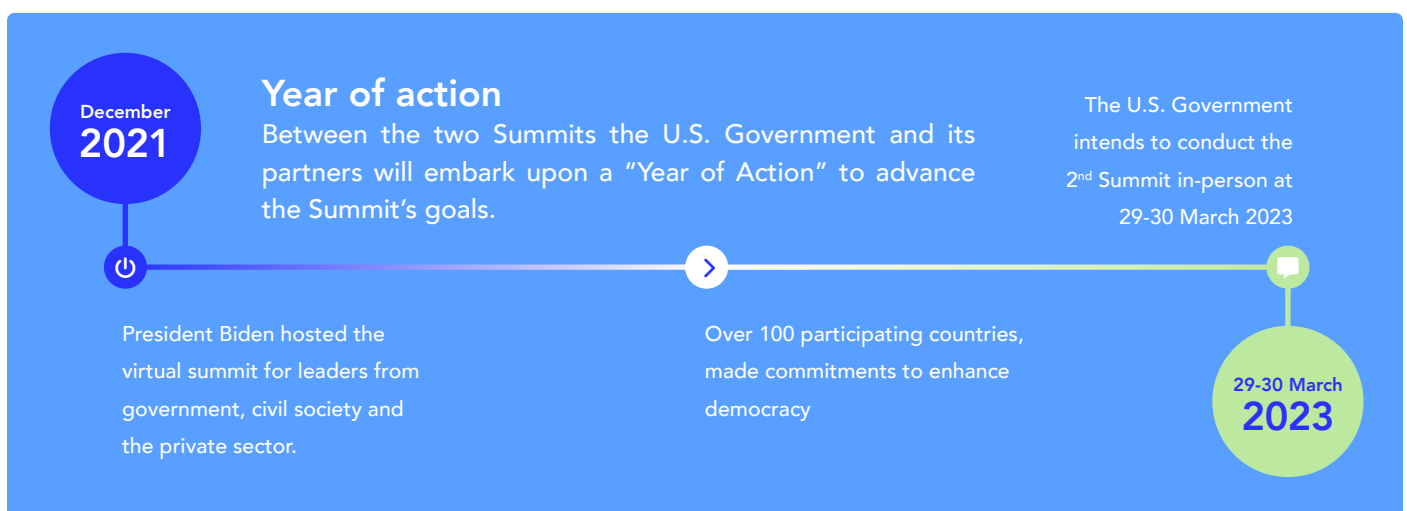 December
2021
Year of action
Between the two Summits the U.S. Government and its
partners will embark upon a “Year of Action” to advance
the Summit’s goals.
The U.S. Government
intends to conduct the
2nd Summit in-person at
29-30 March 2023
President Biden hosted the
virtual summit for leaders from
government, civil society and
the private sector.
Over 100 participating countries,
made commitments to enhance
democracy
29-30 March
2023